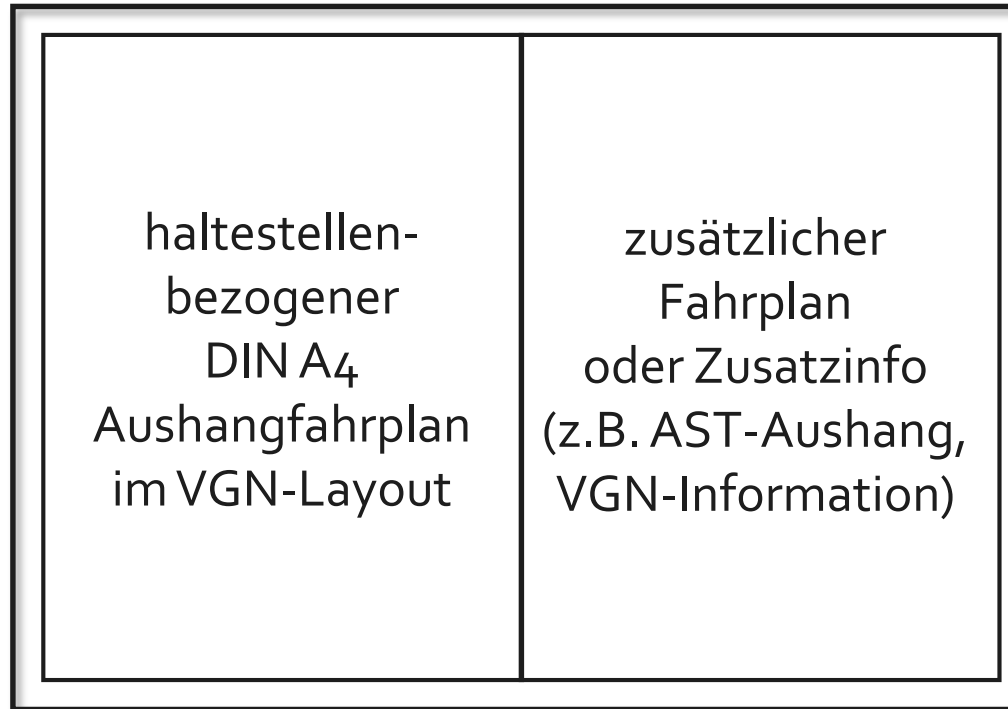 haltestellen-
bezogener
DIN A4
Aushangfahrplan
im VGN-Layout
zusätzlicher
Fahrplan
oder Zusatzinfo
(z.B. AST-Aushang,
VGN-Information)